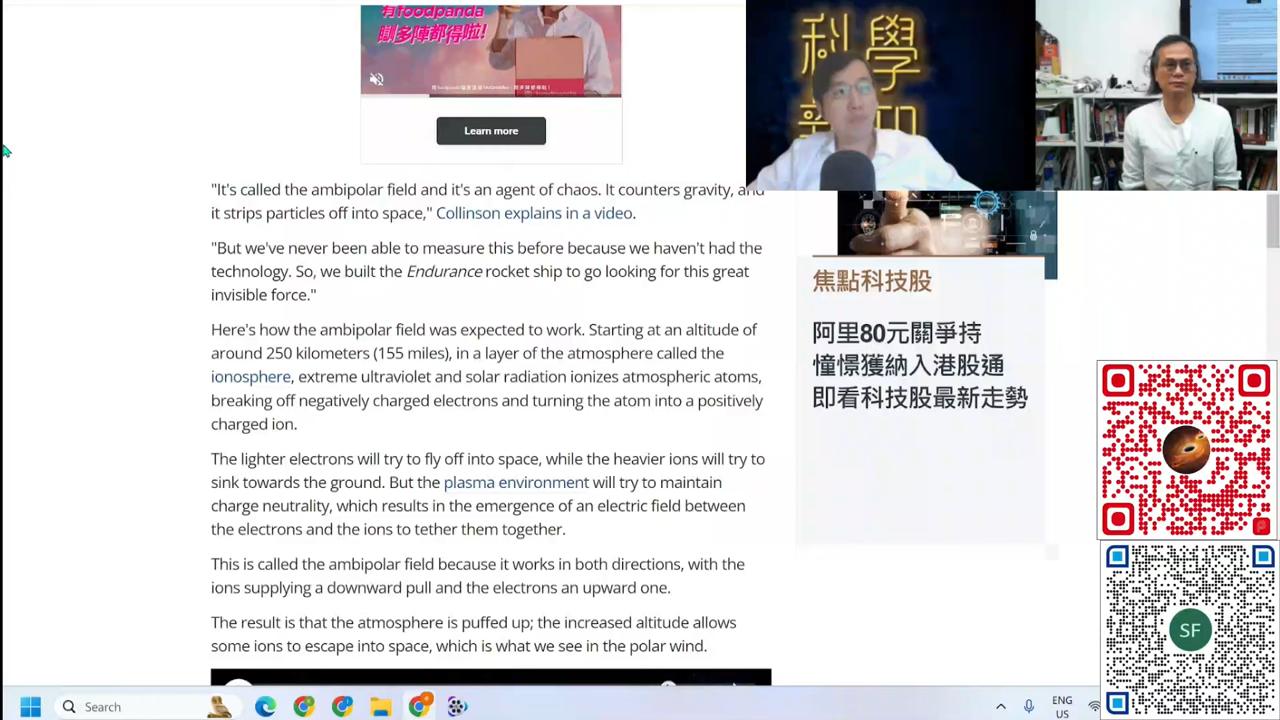 有foodpanda
瞓多陣都得啦!
Learn more
科學
新知
"It's called the ambipolar field and it's an agent of chaos. It counters gravity, and
it strips particles off into space," Collinson explains in a video.
"But we've never been able to measure this before because we haven't had the
technology. So, we built the Endurance rocket ship to go looking for this great
invisible force."
Here's how the ambipolar field was expected to work. Starting at an altitude of
around 250 kilometers (155 miles), in a layer of the atmosphere called the
ionosphere, extreme ultraviolet and solar radiation ionizes atmospheric atoms,
breaking off negatively charged electrons and turning the atom into a positively
charged ion.
The lighter electrons will try to fly off into space, while the heavier ions will try to
sink towards the ground. But the plasma environment will try to maintain
charge neutrality, which results in the emergence of an electric field between
the electrons and the ions to tether them together.
This is called the ambipolar field because it works in both directions, with the
ions supplying a downward pull and the electrons an upward one.
The result is that the atmosphere is puffed up; the increased altitude allows
some ions to escape into space, which is what we see in the polar wind.
焦點科技股
阿里80元關爭持
憧憬獲納入港股通
即看科技股最新走勢
SF
Search
ENG
US